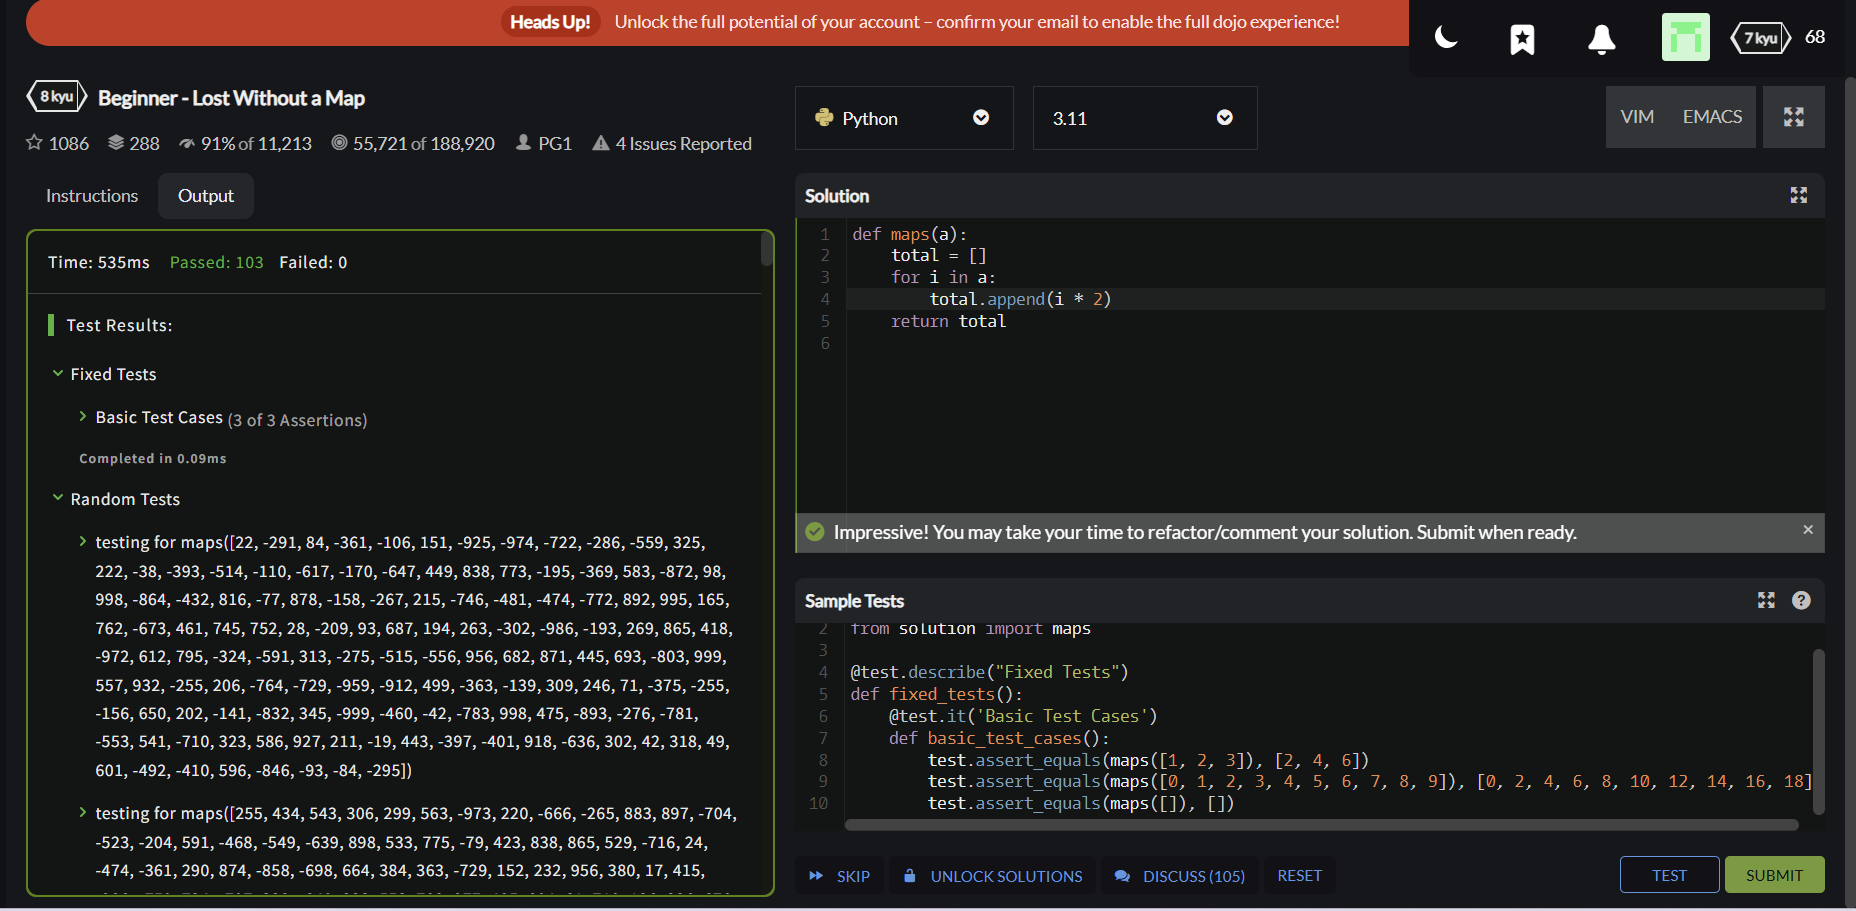 Heads Up! Unlock the full potential of your account – confirm your email to enable the full dojo experience!
7 kyu 68
8 kyu Beginner - Lost Without a Map
1086 288 91% of 11,213 55,721 of 188,920 PG1 4 Issues Reported
Instructions Output
Time: 535ms Passed: 103 Failed: 0
Test Results:
Fixed Tests
Basic Test Cases (3 of 3 Assertions)
Completed in 0.09ms
Random Tests
testing for maps([22, -291, 84, -361, -106, 151, -925, -974, -722, -286, -559, 325,
222, -38, -393, -514, -110, -617, -170, -647, 449, 838, 773, -195, -369, 583, -872, 98,
998, -864, -432, 816, -77, 878, -158, -267, 215, -746, -481, -474, -772, 892, 995, 165,
762, -673, 461, 745, 752, 28, -209, 93, 687, 194, 263, -302, -986, -193, 269, 865, 418,
-972, 612, 795, -324, -591, 313, -275, -515, -556, 956, 682, 871, 445, 693, -803, 999,
557, 932, -255, 206, -764, -729, -959, -912, 499, -363, -139, 309, 246, 71, -375, -255,
-156, 650, 202, -141, -832, 345, -999, -460, -42, -783, 998, 475, -893, -276, -781,
-553, 541, -710, 323, 586, 927, 211, -19, 443, -397, -401, 918, -636, 302, 42, 318, 49,
601, -492, -410, 596, -846, -93, -84, -295])
testing for maps([255, 434, 543, 306, 299, 563, -973, 220, -666, -265, 883, 897, -704,
-523, -204, 591, -468, -549, -639, 898, 533, 775, -79, 423, 838, 865, 529, -716, 24,
-474, -361, 290, 874, -858, -698, 664, 384, 363, -729, 152, 232, 956, 380, 17, 415,
Python 3.11 VIM EMACS
Solution
1 def maps(a):
2 total = []
3 for i in a:
4 total.append(i * 2)
5 return total
6
Impressive! You may take your time to refactor/comment your solution. Submit when ready. ×
Sample Tests ?
2 from solution import maps
3
4 @test.describe("Fixed Tests")
5 def fixed_tests():
6 @test.it('Basic Test Cases')
7 def basic_test_cases():
8 test.assert_equals(maps([1, 2, 3]), [2, 4, 6])
9 test.assert_equals(maps([0, 1, 2, 3, 4, 5, 6, 7, 8, 9]), [0, 2, 4, 6, 8, 10, 12, 14, 16, 18]
10 test.assert_equals(maps([]), [])
SKIP UNLOCK SOLUTIONS DISCUSS (105) RESET TEST SUBMIT